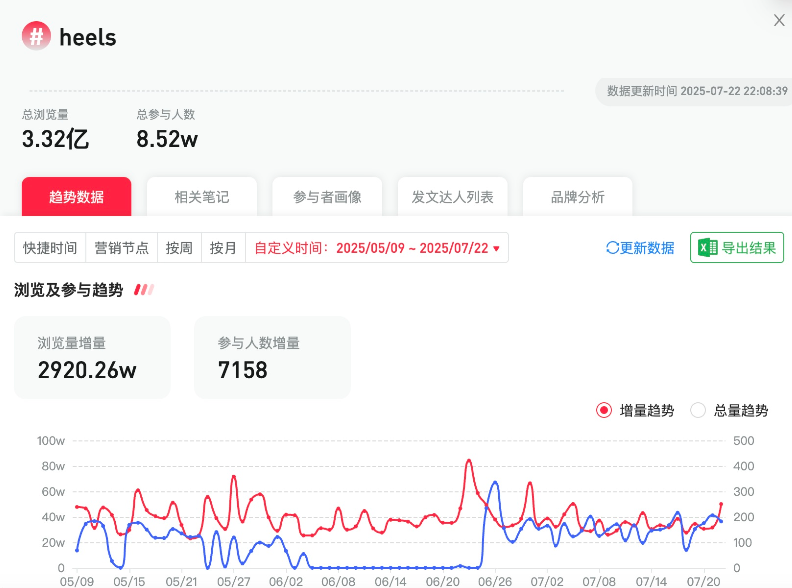 # heels
数据更新时间 2025-07-22 22:08:39
总浏览量 总参与人数
3.32亿 8.52w
趋势数据 相关笔记 参与者画像 发文达人列表 品牌分析
快捷时间 营销节点 按周 按月 自定义时间: 2025/05/09 ~ 2025/07/22 更新数据 导出结果
浏览及参与趋势
浏览量增量 参与人数增量
2920.26w 7158
增量趋势 总量趋势
100w 500
80w 400
60w 300
40w 200
20w 100
0 0
05/09 05/15 05/21 05/27 06/02 06/08 06/14 06/20 06/26 07/02 07/08 07/14 07/20